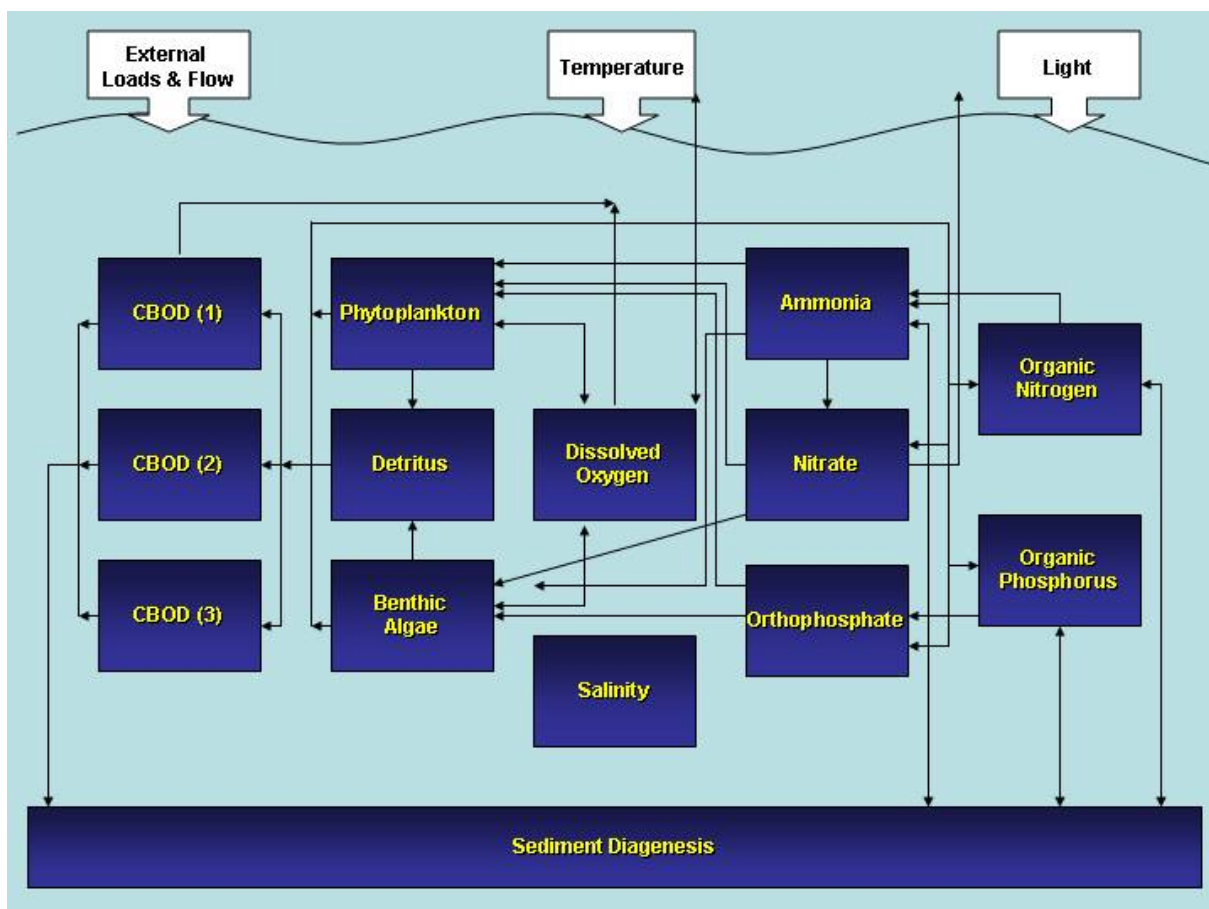 External
Loads & Flow
Temperature
Light
CBOD (1)
Phytoplankton
Ammonia
Organic
Nitrogen
CBOD (2)
Detritus
Dissolved
Oxygen
Nitrate
Organic
Phosphorus
CBOD (3)
Benthic
Algae
Orthophosphate
Salinity
Sediment Diagenesis